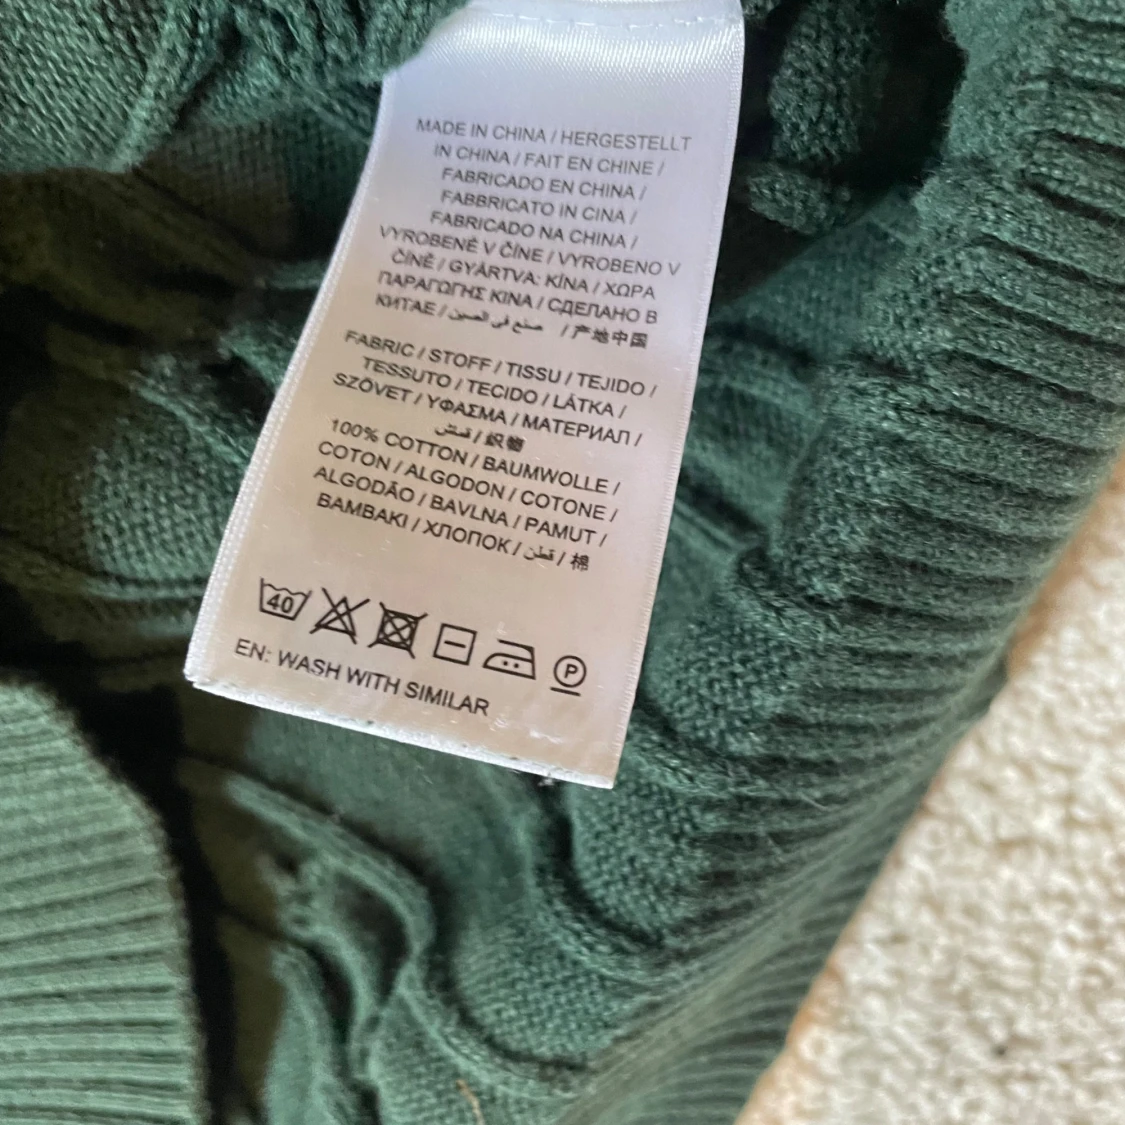 MADE IN CHINA / HERGESTELLT
IN CHINA / FAIT EN CHINE /
FABRICADO EN CHINA /
FABBRICATO IN CINA /
FABRICADO NA CHINA /
VYROBENĚ V ČÍNE / VYROBENO V
ČÍNĚ / GYÁRTVA: KÍNA / ΧΩΡΑ
ΠΑΡΑΓΩΓΗΣ ΚΙΝΑ / СДЕЛАНО В
КИТАЕ / صنع في الصين / 产地中国
FABRIC / STOFF / TISSU / TEJIDO /
TESSUTO / TECIDO / LÁTKA /
SZÖVET / ΥΦΑΣΜΑ / МАТЕРИАЛ /
قماش / 织物
100% COTTON / BAUMWOLLE /
COTON / ALGODON / COTONE /
ALGODÃO / BAVLNA / PAMUT /
BAMBAKI / ХЛОПОК / قطن / 棉
40 P
EN: WASH WITH SIMILAR